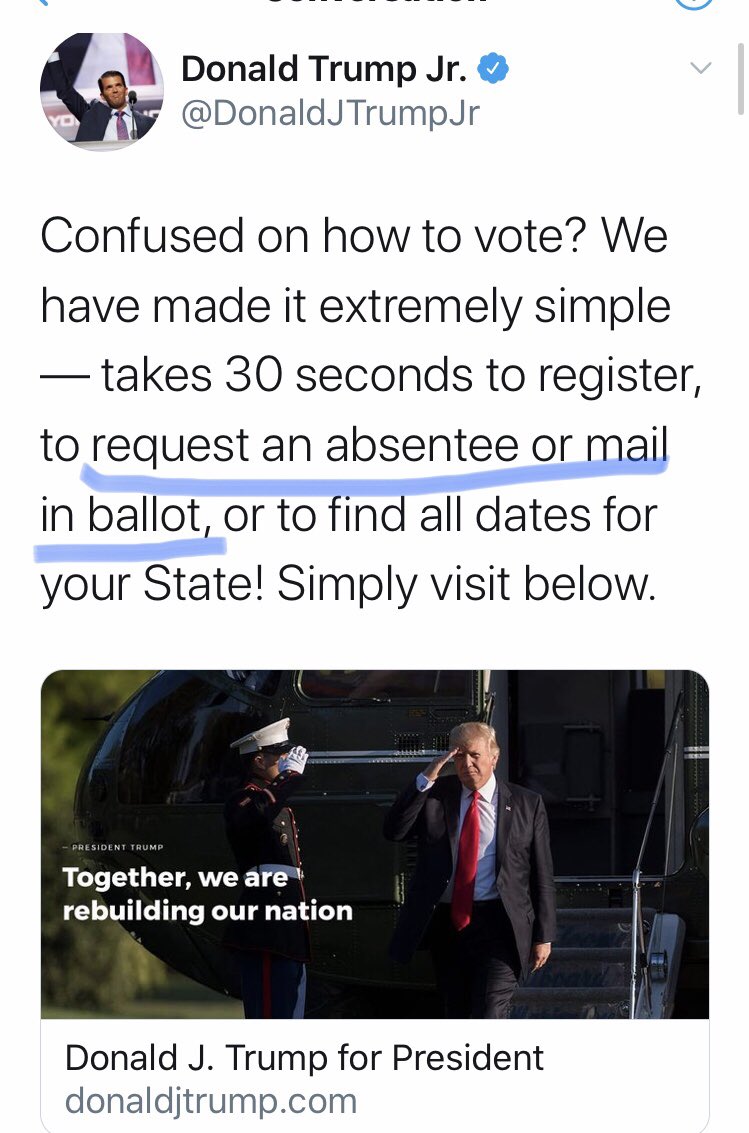 Donald Trump Jr.
@DonaldJTrumpJr
Confused on how to vote? We
have made it extremely simple
— takes 30 seconds to register,
to request an absentee or mail
in ballot, or to find all dates for
your State! Simply visit below.
– PRESIDENT TRUMP
Together, we are
rebuilding our nation
Donald J. Trump for President
donaldjtrump.com